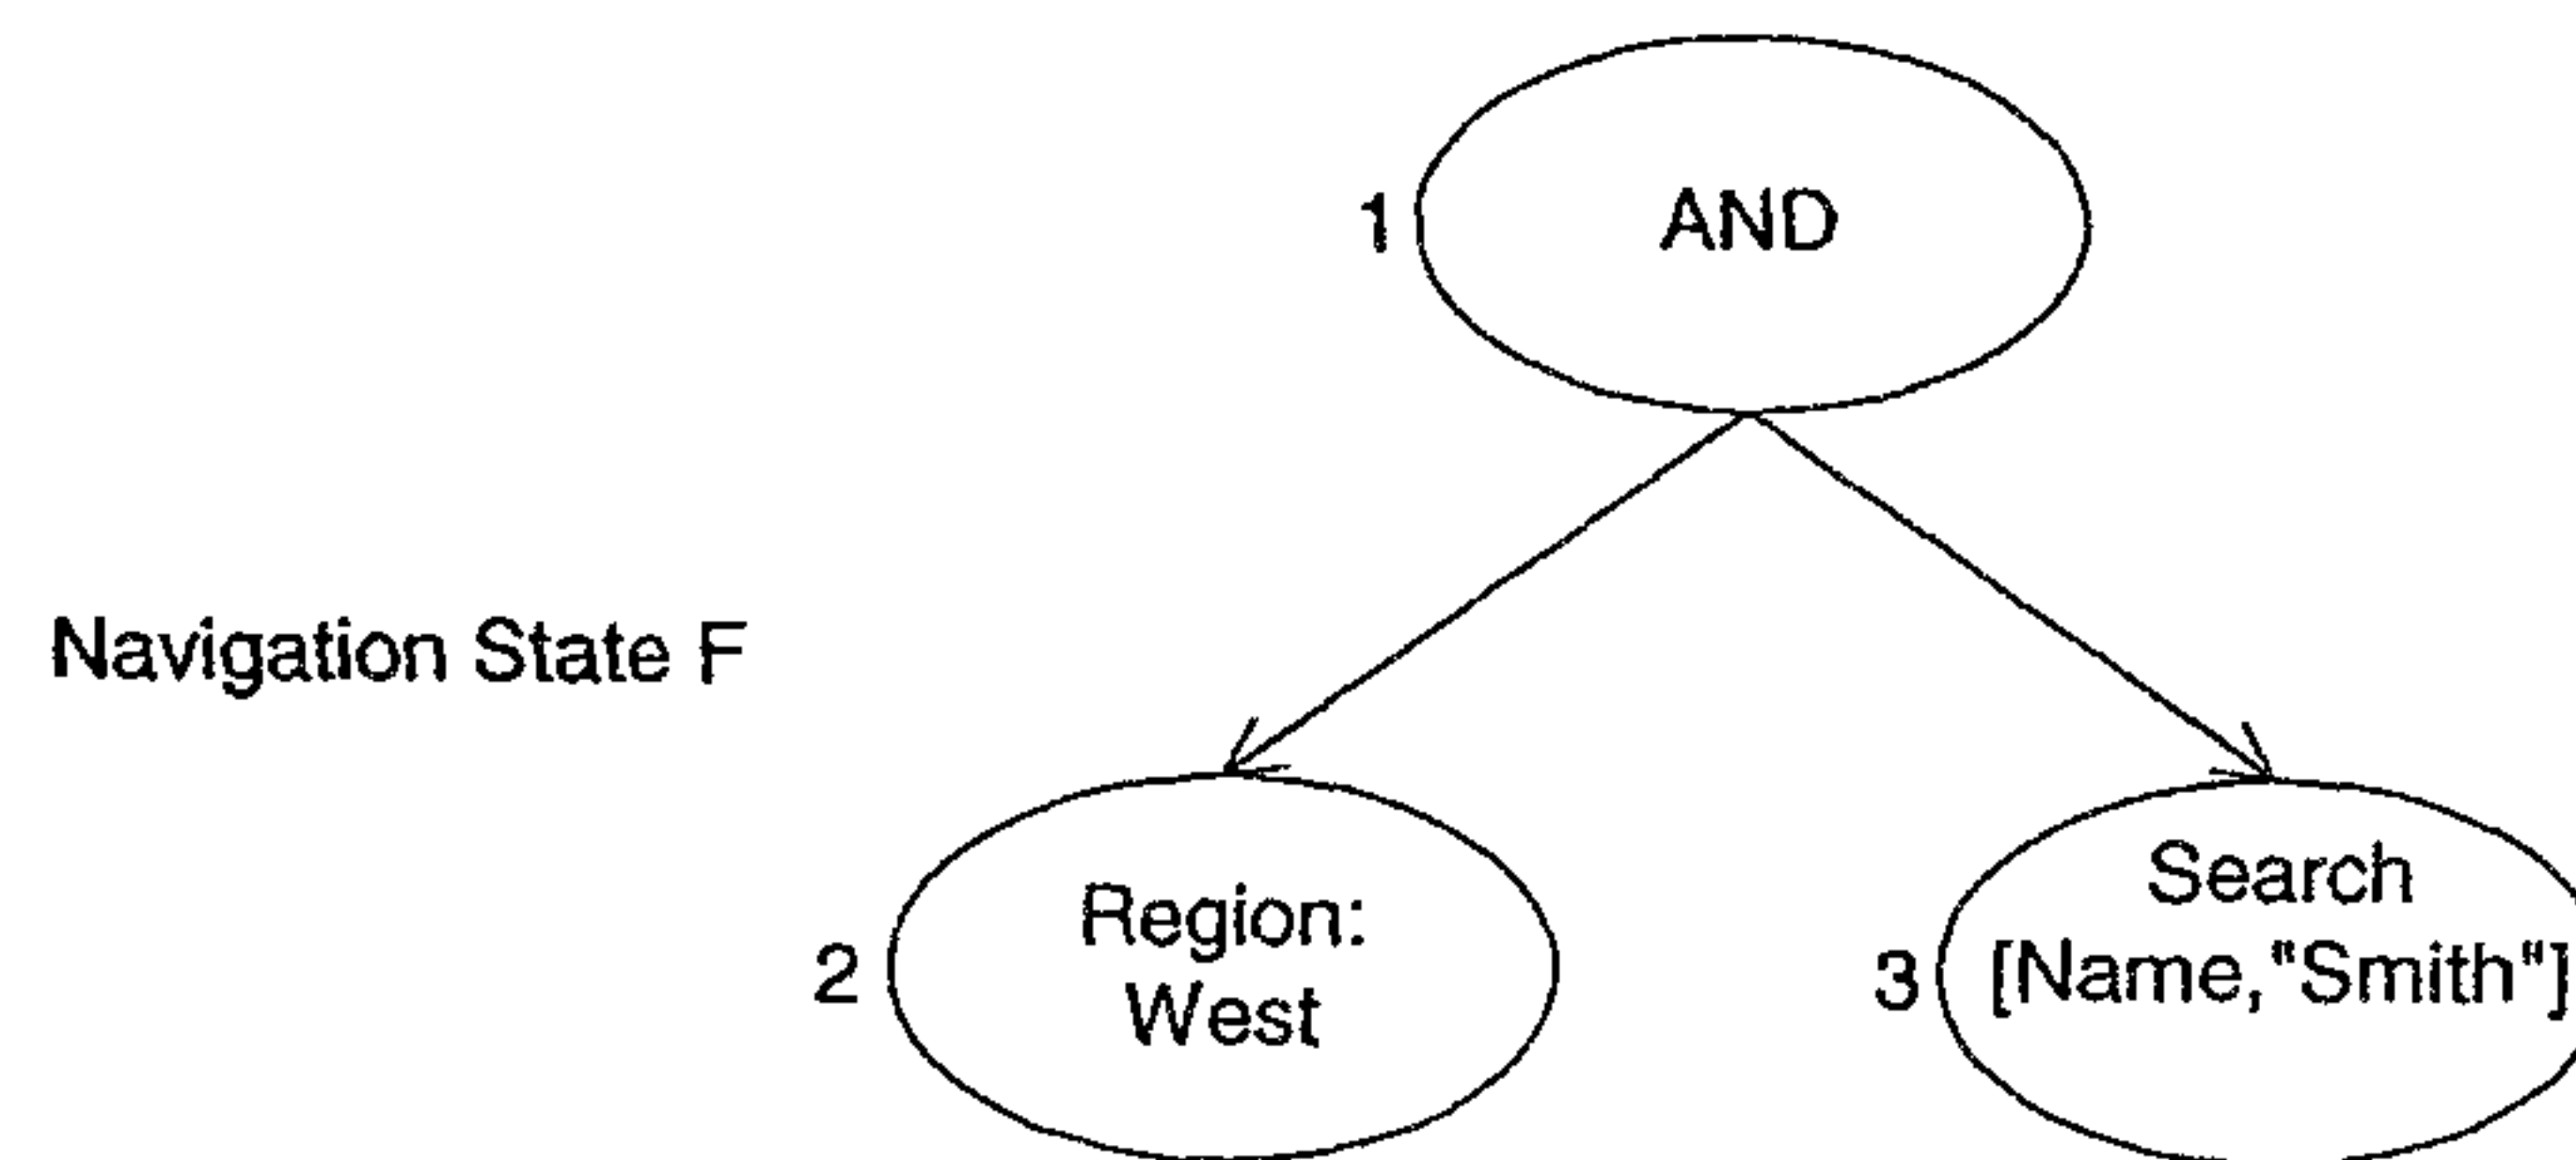 1 AND
Navigation State F
2 Region:
West
3 Search
[Name,"Smith"]